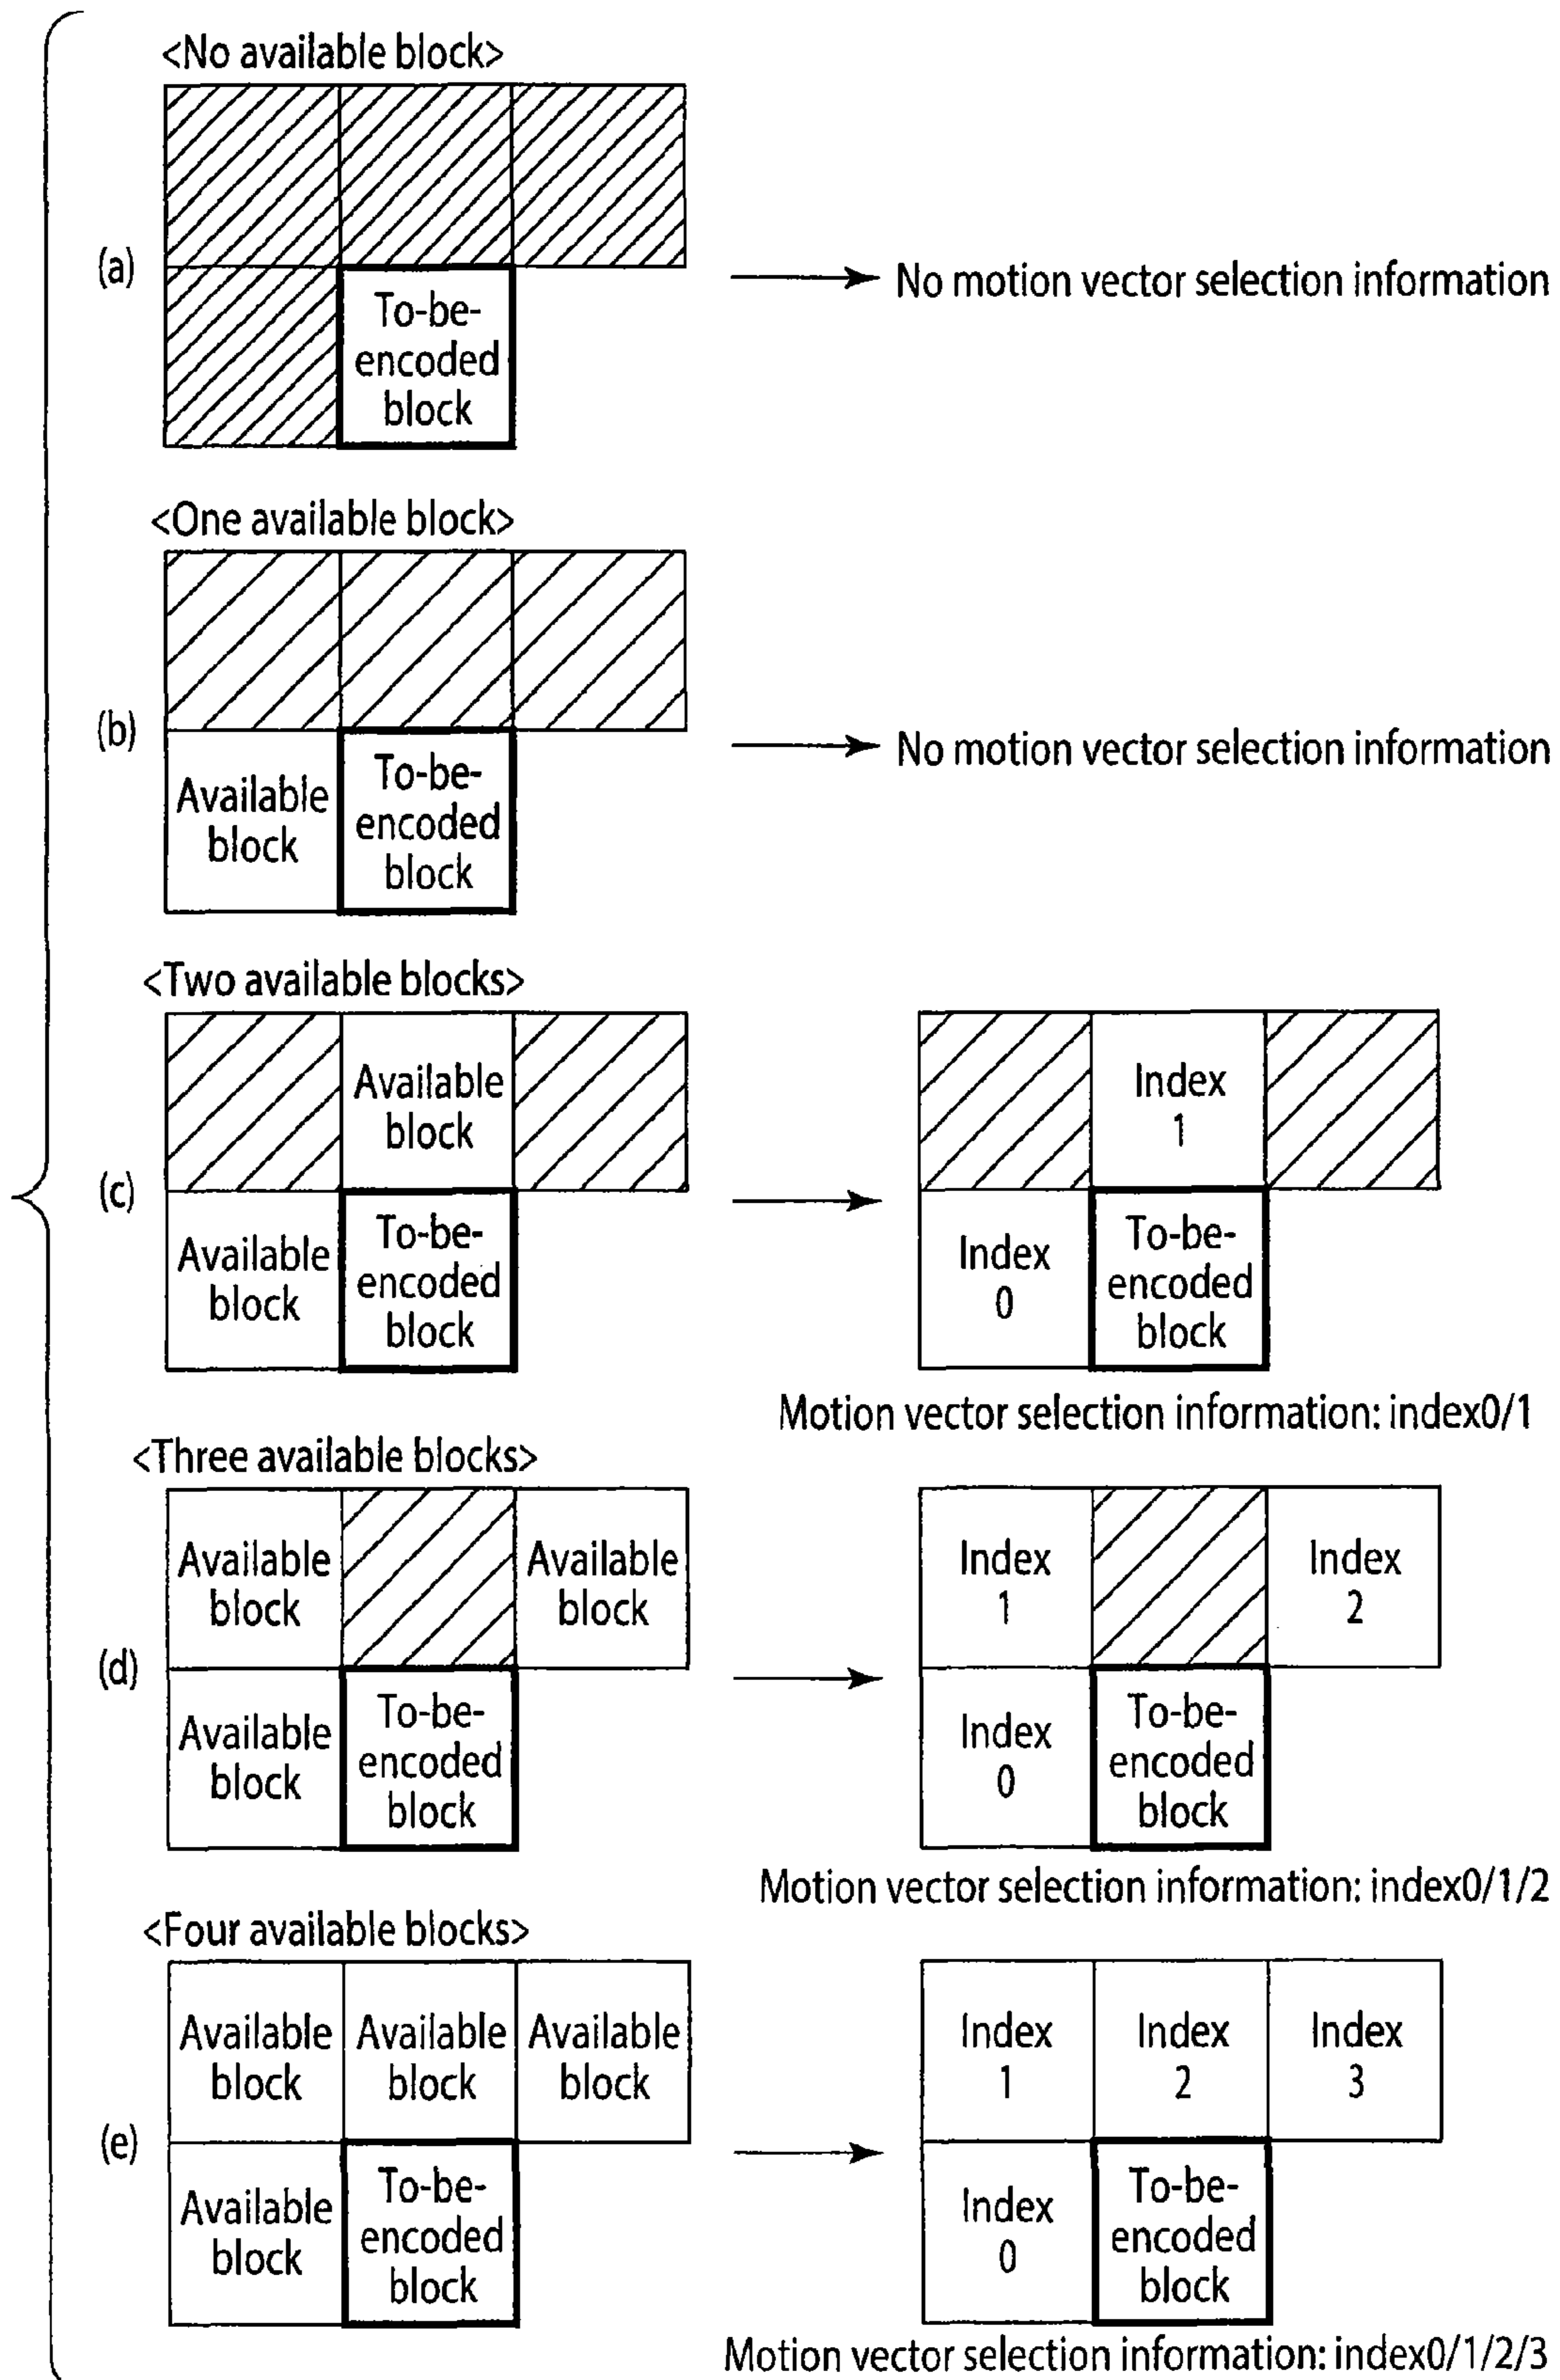 <No available block>
(a)
To-be-
encoded
block
No motion vector selection information
<One available block>
(b)
Available
block
To-be-
encoded
block
No motion vector selection information
<Two available blocks>
(c)
Available
block
Available
block
To-be-
encoded
block
Index
1
Index
0
To-be-
encoded
block
Motion vector selection information: index0/1
<Three available blocks>
(d)
Available
block
Available
block
Available
block
To-be-
encoded
block
Index
1
Index
2
Index
0
To-be-
encoded
block
Motion vector selection information: index0/1/2
<Four available blocks>
(e)
Available
block
Available
block
Available
block
Available
block
To-be-
encoded
block
Index
1
Index
2
Index
3
Index
0
To-be-
encoded
block
Motion vector selection information: index0/1/2/3